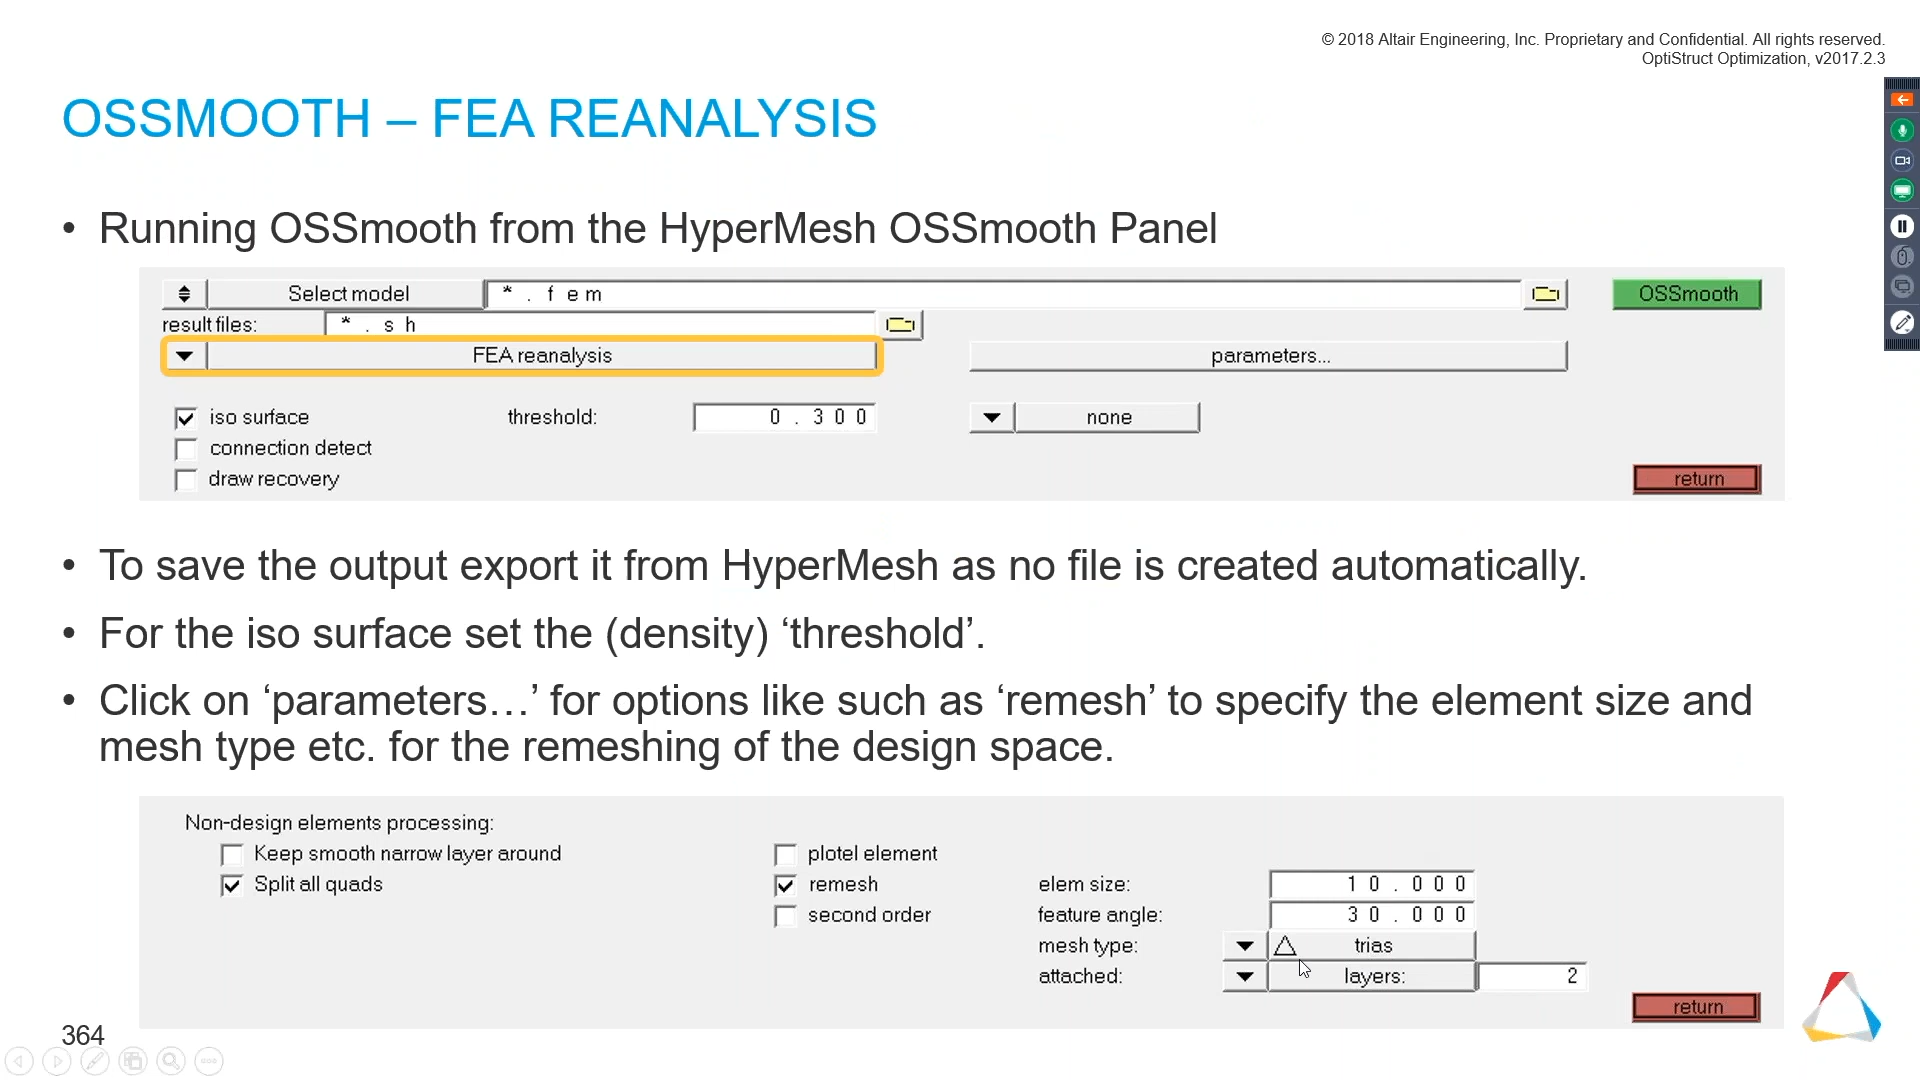 © 2018 Altair Engineering, Inc. Proprietary and Confidential. All rights reserved.
OptiStruct Optimization, v2017.2.3
OSSMOOTH – FEA REANALYSIS
• Running OSSmooth from the HyperMesh OSSmooth Panel
Select model *.fem OSSmooth
result files: *.sh
FEA reanalysis parameters...
iso surface threshold: 0.300 none
connection detect
draw recovery
return
• To save the output export it from HyperMesh as no file is created automatically.
• For the iso surface set the (density) ‘threshold’.
• Click on ‘parameters…’ for options like such as ‘remesh’ to specify the element size and
mesh type etc. for the remeshing of the design space.
Non-design elements processing:
Keep smooth narrow layer around plotel element
Split all quads remesh elem size: 10.000
second order feature angle: 30.000
mesh type: trias
attached: layers: 2
return
364